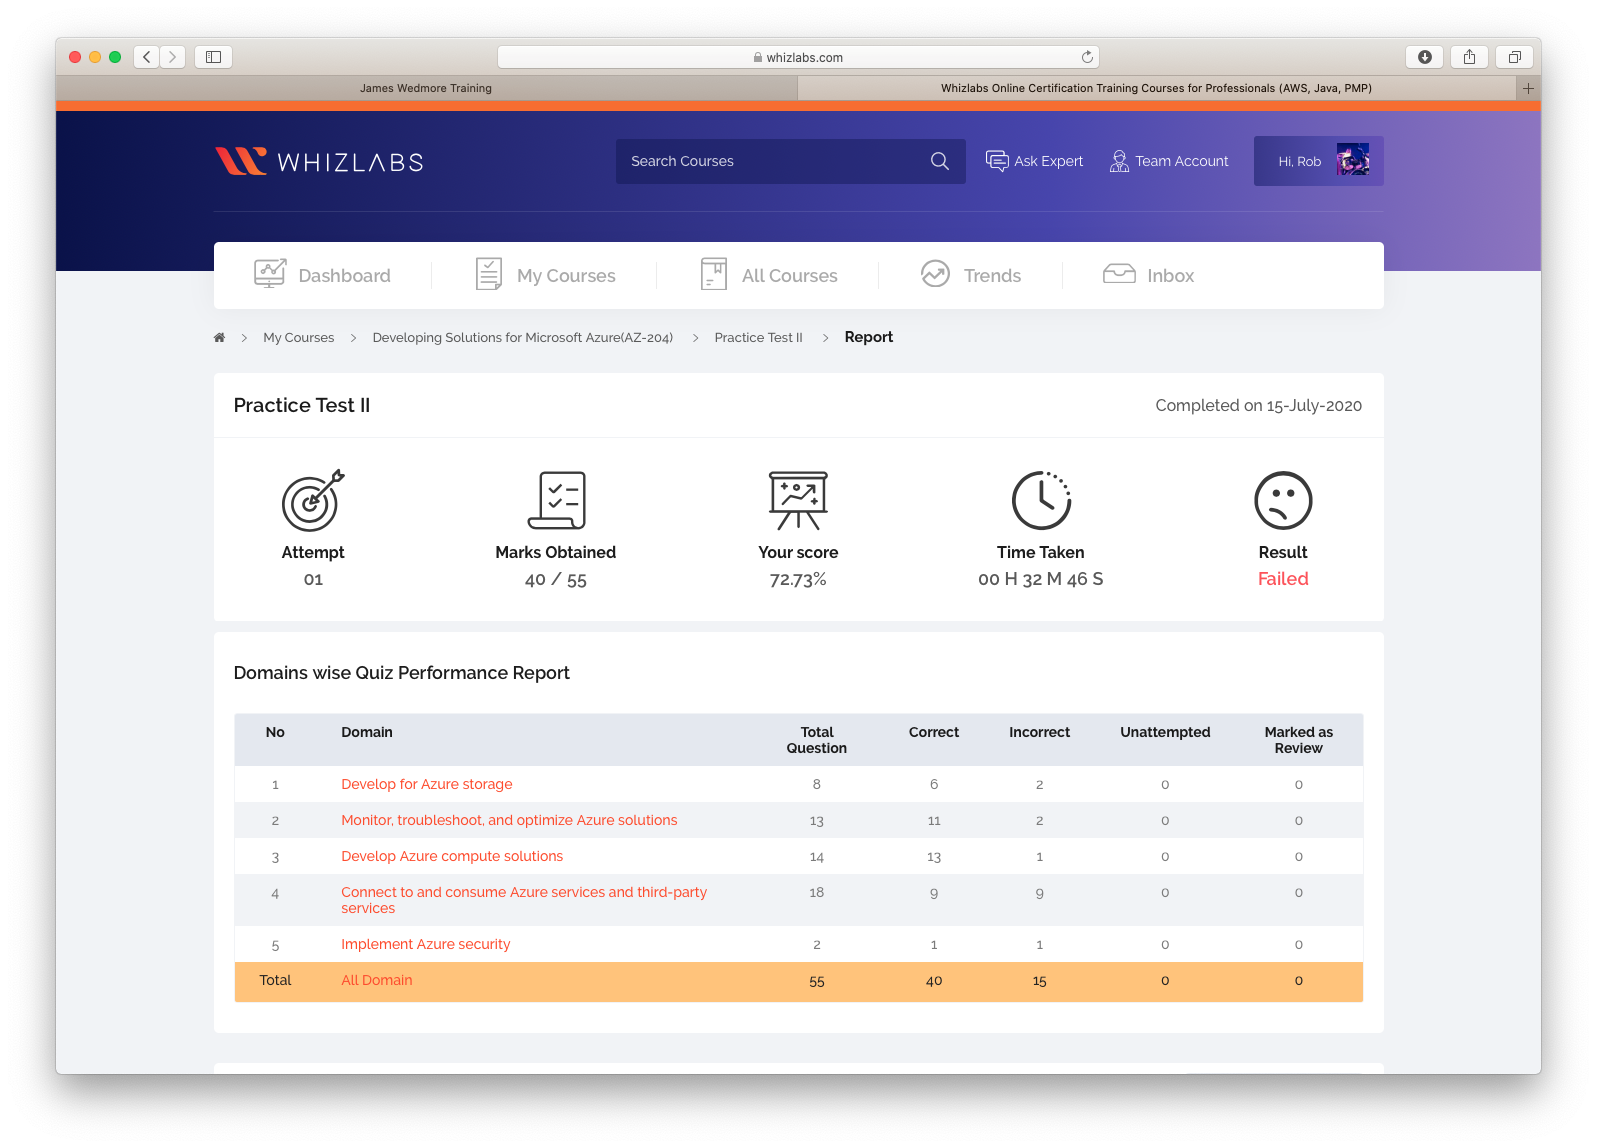 whizlabs.com
James Wedmore Training
Whizlabs Online Certification Training Courses for Professionals (AWS, Java, PMP)
WHIZLABS
Search Courses
Ask Expert
Team Account
Hi, Rob
Dashboard
My Courses
All Courses
Trends
Inbox
My Courses > Developing Solutions for Microsoft Azure(AZ-204) > Practice Test II > Report
Practice Test II
Completed on 15-July-2020
Attempt
01
Marks Obtained
40 / 55
Your score
72.73%
Time Taken
00 H 32 M 46 S
Result
Failed
Domains wise Quiz Performance Report
No Domain Total Question Correct Incorrect Unattempted Marked as Review
1 Develop for Azure storage 8 6 2 0 0
2 Monitor, troubleshoot, and optimize Azure solutions 13 11 2 0 0
3 Develop Azure compute solutions 14 13 1 0 0
4 Connect to and consume Azure services and third-party services 18 9 9 0 0
5 Implement Azure security 2 1 1 0 0
Total All Domain 55 40 15 0 0